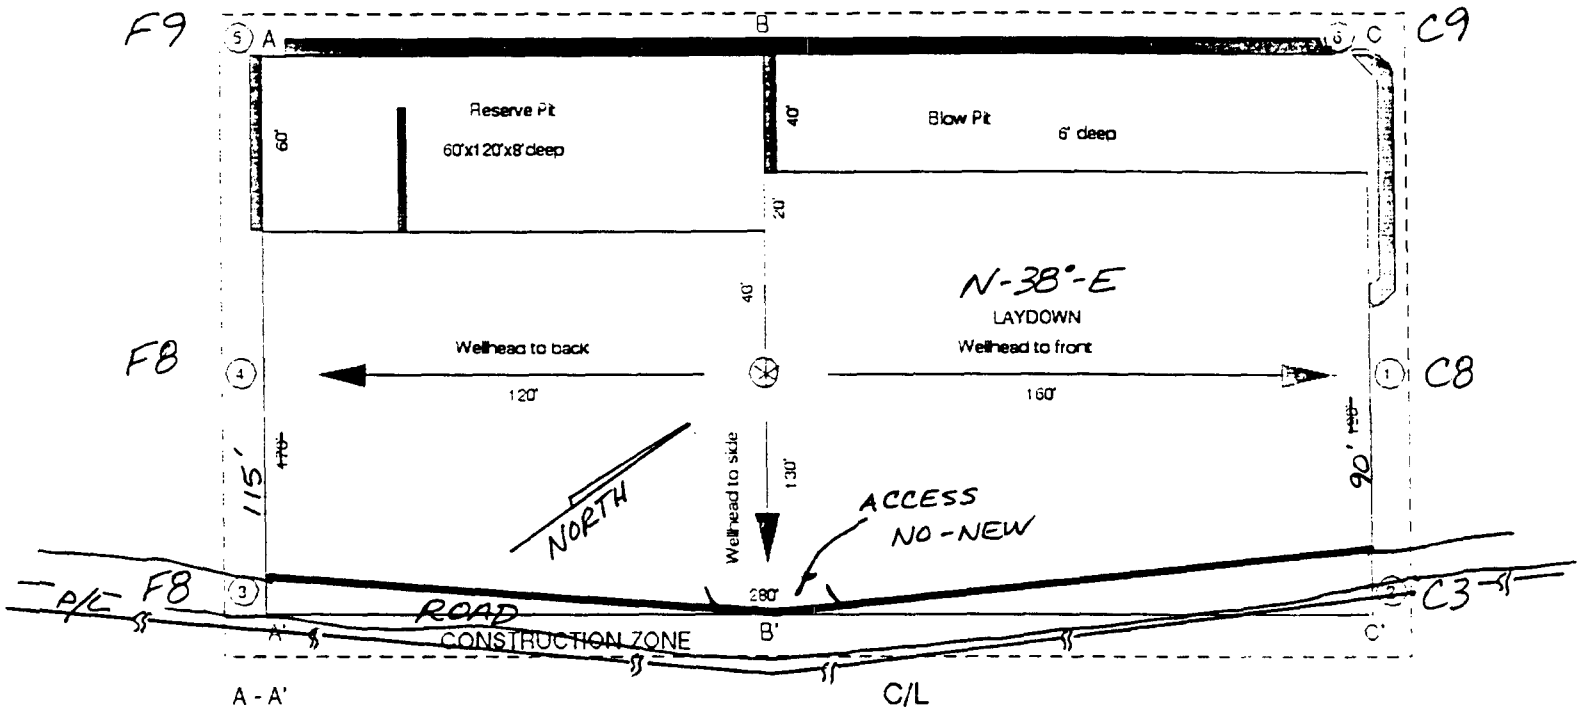 F9 5 A B 6 C C9
Reserve Pit
60'x120'x8' deep
60'
40'
Blow Pit
6' deep
20'
40'
N-38°-E
LAYDOWN
Wellhead to back
Wellhead to front
F8 4 1 C8
120'
160'
115'
170'
Wellhead to side
130'
90'
NORTH
ACCESS
NO-NEW
F8 3 280' 2 C3
P/L
ROAD
A' B' C'
CONSTRUCTION ZONE
A - A' C/L